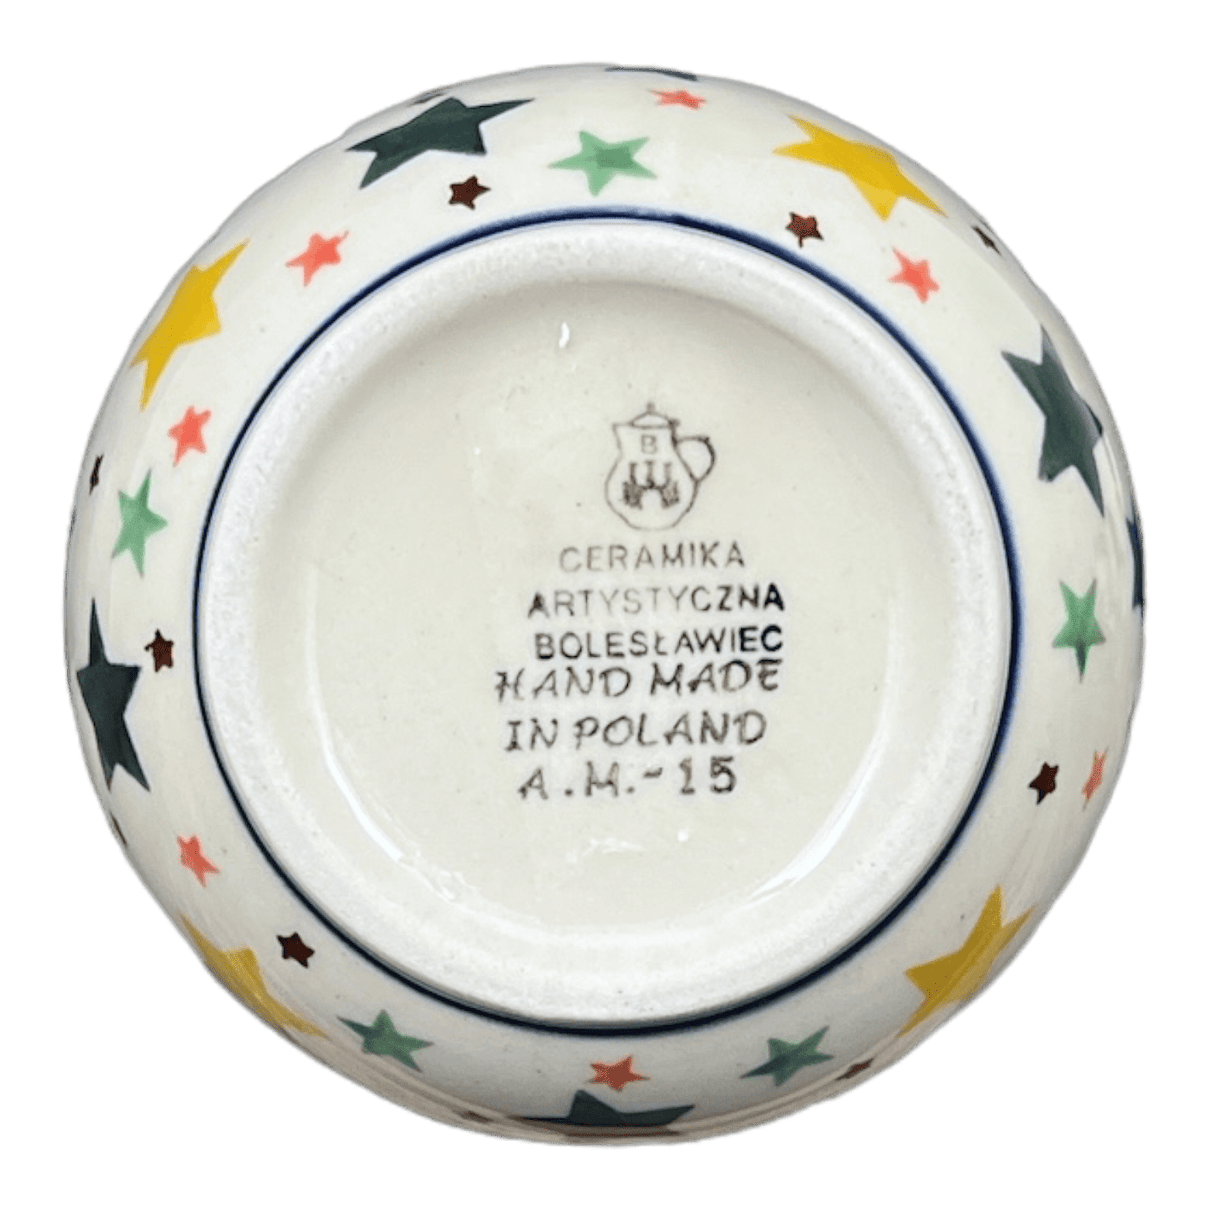 B
CERAMIKA
ARTYSTYCZNA
BOLESŁAWIEC
HAND MADE
IN POLAND
A.M.-15